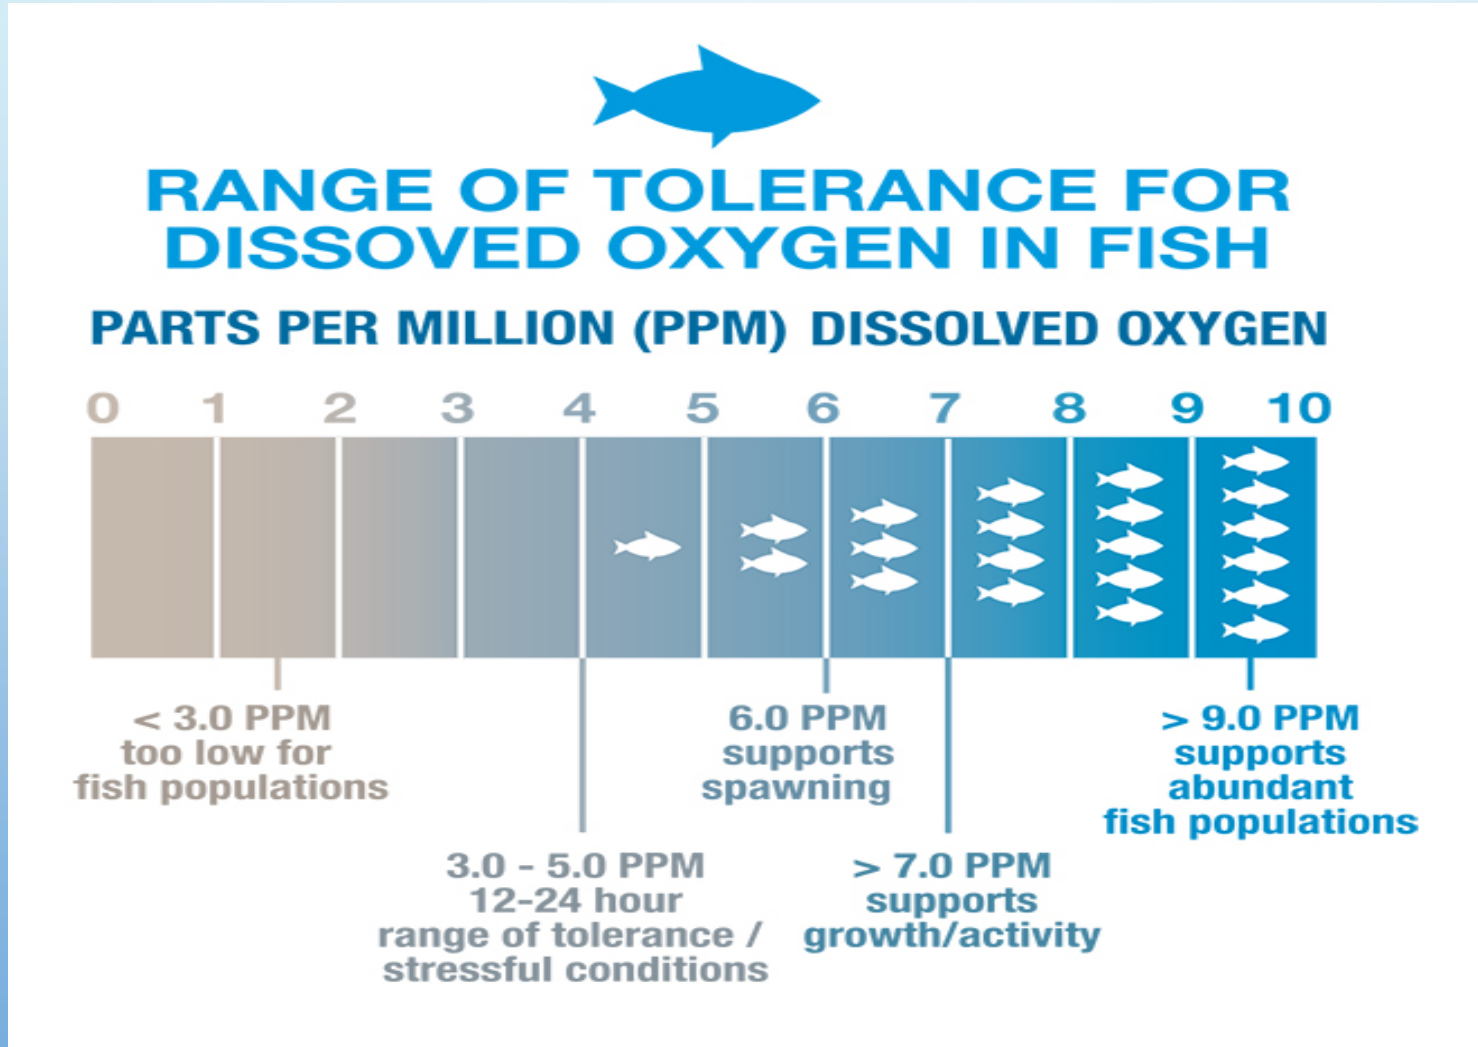 RANGE OF TOLERANCE FOR
DISSOVED OXYGEN IN FISH
PARTS PER MILLION (PPM) DISSOLVED OXYGEN
0 1 2 3 4 5 6 7 8 9 10
< 3.0 PPM
too low for
fish populations
3.0 - 5.0 PPM
12-24 hour
range of tolerance /
stressful conditions
6.0 PPM
supports
spawning
> 7.0 PPM
supports
growth/activity
> 9.0 PPM
supports
abundant
fish populations